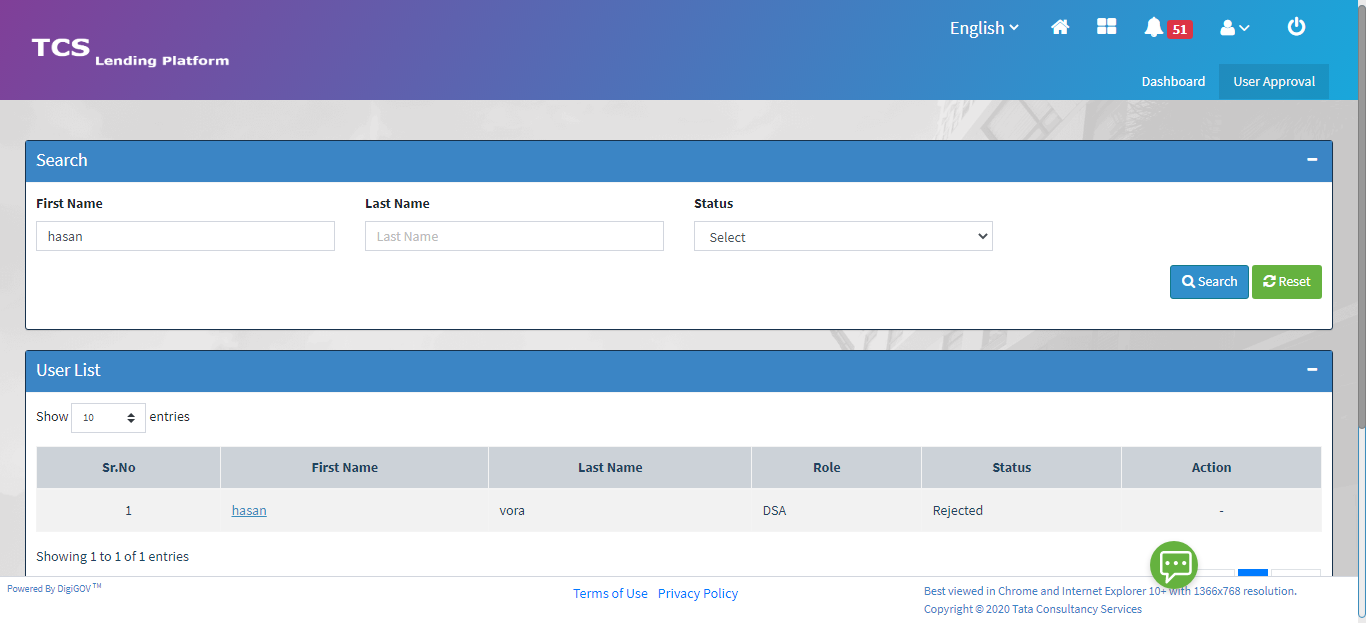 English
51
TCS Lending Platform
Dashboard User Approval
Search
First Name Last Name Status
hasan Last Name Select
Search Reset
User List
Show 10 entries
Sr.No First Name Last Name Role Status Action
1 hasan vora DSA Rejected -
Showing 1 to 1 of 1 entries
Powered By DigiGOV™
Terms of Use Privacy Policy
Best viewed in Chrome and Internet Explorer 10+ with 1366x768 resolution.
Copyright © 2020 Tata Consultancy Services